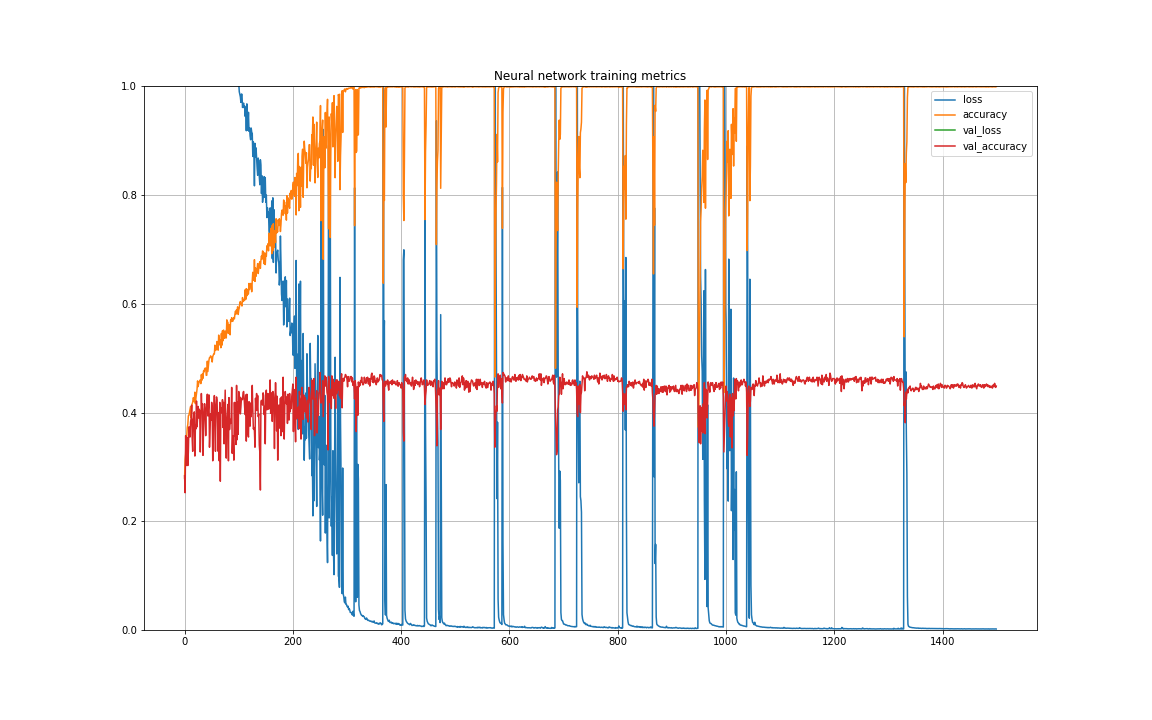 Neural network training metrics
1.0
0.8
0.6
0.4
0.2
0.0
loss
accuracy
val_loss
val_accuracy
0 200 400 600 800 1000 1200 1400